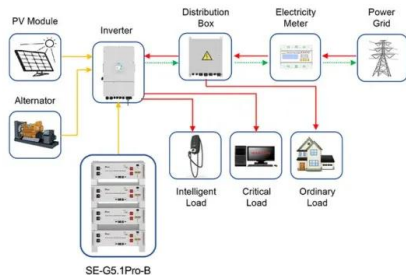 PV Module
Inverter
Distribution
Box
Electricity
Meter
Power
Grid
Alternator
Intelligent
Load
Critical
Load
Ordinary
Load
SE-G5.1Pro-B